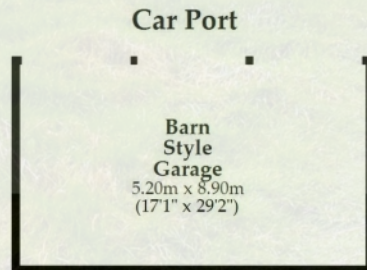 Car Port
Barn
Style
Garage
5.20m x 8.90m
(17'1" x 29'2")